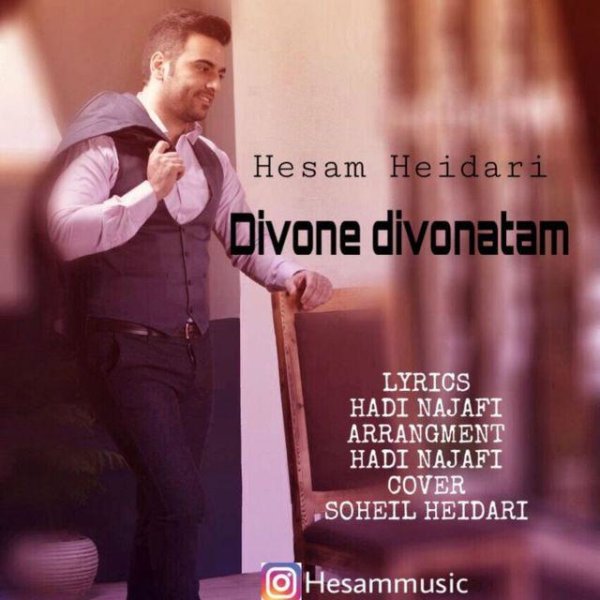 Hesam Heidari
Divone divonatam
LYRICS
HADI NAJAFI
ARRANGMENT
HADI NAJAFI
COVER
SOHEIL HEIDARI
Hesammusic